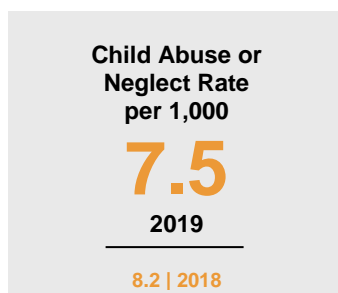 Child Abuse or
Neglect Rate
per 1,000
7.5
2019
8.2 | 2018